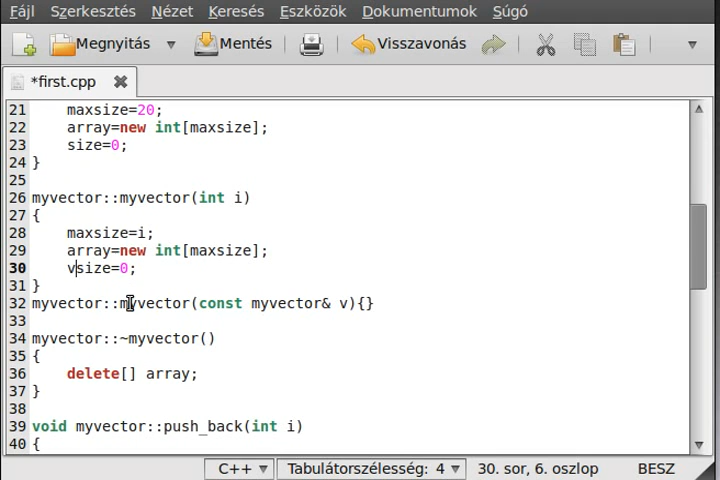 Fájl Szerkesztés Nézet Keresés Eszközök Dokumentumok Súgó
Megnyitás Mentés Visszavonás
*first.cpp
21 maxsize=20;
22 array=new int[maxsize];
23 size=0;
24 }
25
26 myvector::myvector(int i)
27 {
28 maxsize=i;
29 array=new int[maxsize];
30 vsize=0;
31 }
32 myvector::myvector(const myvector& v){}
33
34 myvector::~myvector()
35 {
36 delete[] array;
37 }
38
39 void myvector::push_back(int i)
40 {
C++ Tabulátorszélesség: 4 30. sor, 6. oszlop BESZ